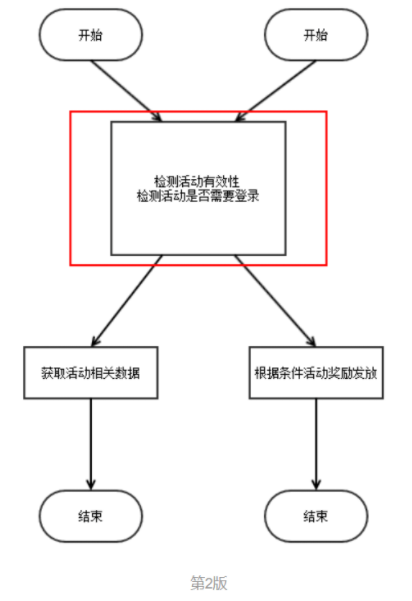 开始
开始
检测活动有效性
检测活动是否需要登录
获取活动相关数据
根据条件活动奖励发放
结束
结束
第2版